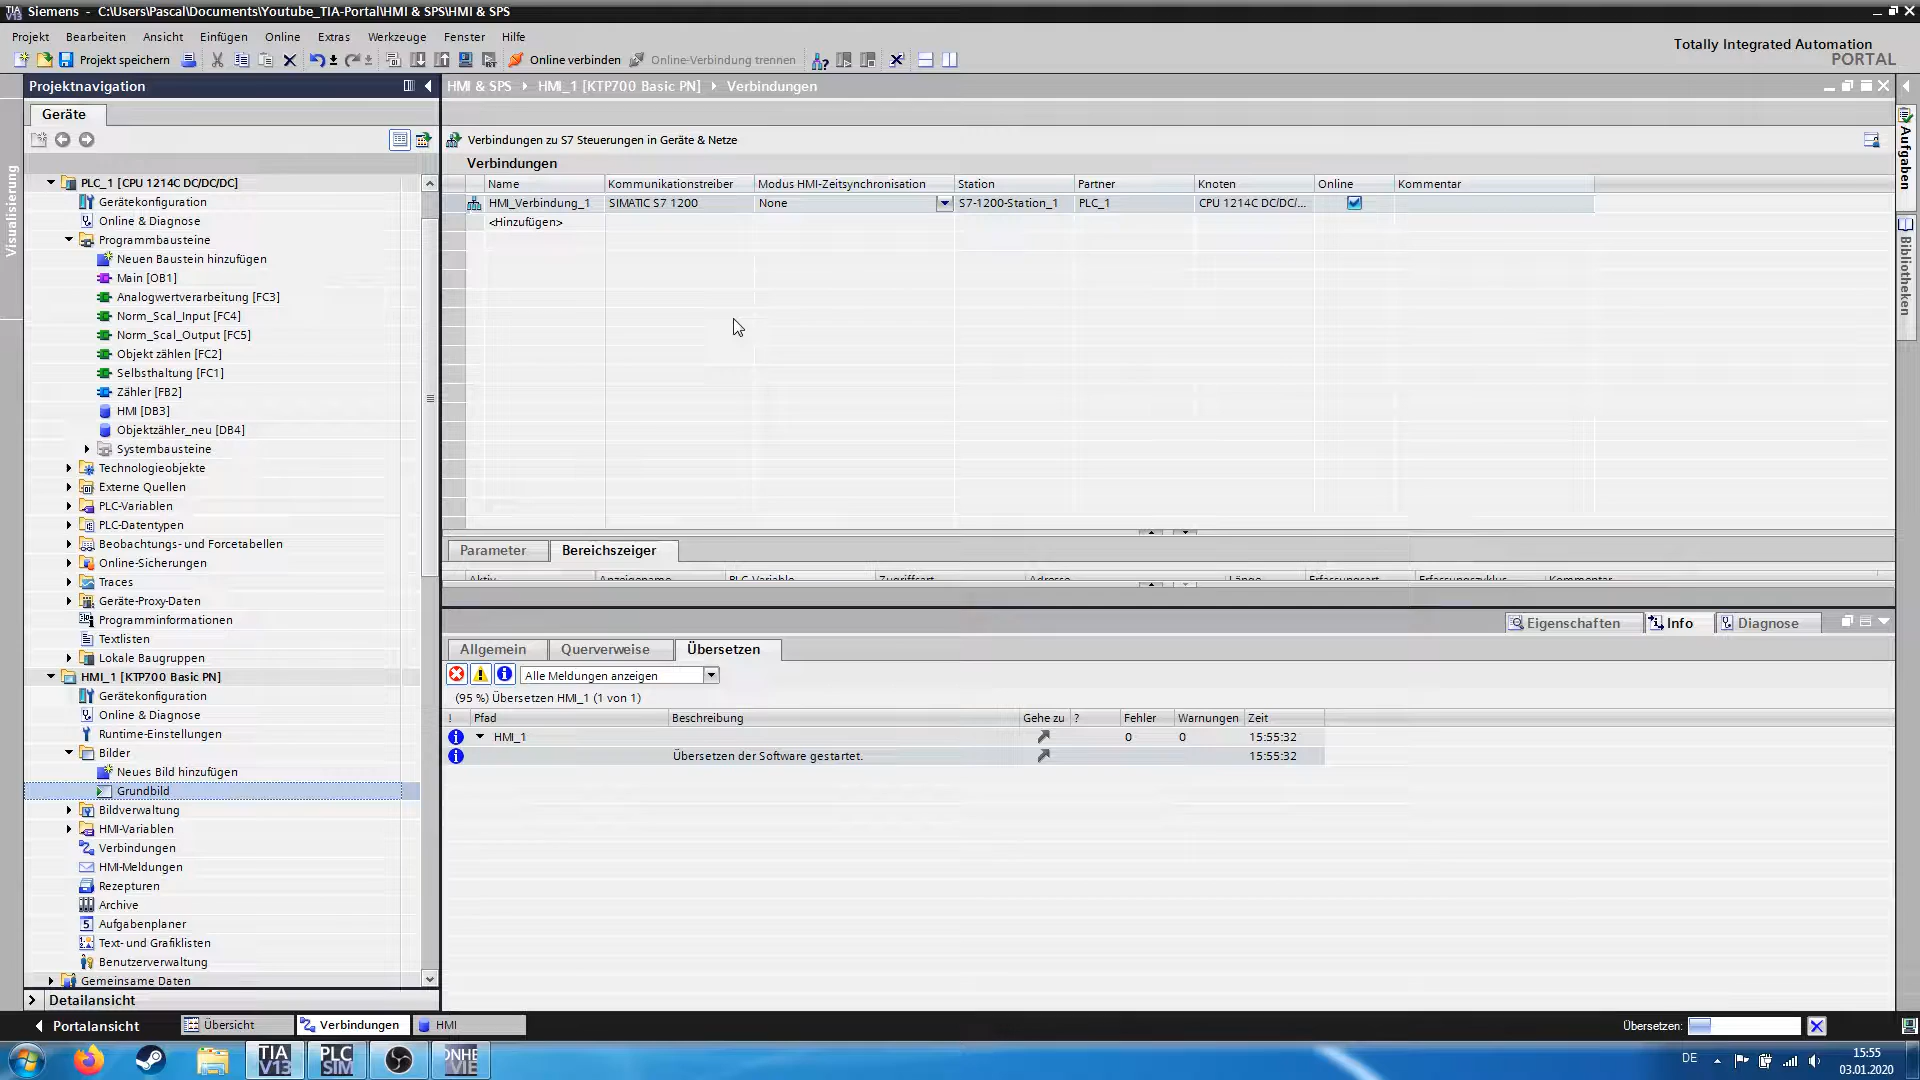 Siemens - C:\Users\Pascal\Documents\Youtube_TIA-Portal\HMI & SPS\HMI & SPS
Projekt Bearbeiten Ansicht Einfügen Online Extras Werkzeuge Fenster Hilfe
Totally Integrated Automation
PORTAL
Projekt speichern
Online verbinden
Online-Verbindung trennen
Projektnavigation
HMI & SPS HMI_1 [KTP700 Basic PN] Verbindungen
Geräte
Visualisierung
PLC_1 [CPU 1214C DC/DC/DC]
Gerätekonfiguration
Online & Diagnose
Programmbausteine
Neuen Baustein hinzufügen
Main [OB1]
Analogwertverarbeitung [FC3]
Norm_Scal_Input [FC4]
Norm_Scal_Output [FC5]
Objekt zählen [FC2]
Selbsthaltung [FC1]
Zähler [FB2]
HMI [DB3]
Objektzähler_neu [DB4]
Systembausteine
Technologieobjekte
Externe Quellen
PLC-Variablen
PLC-Datentypen
Beobachtungs- und Forcetabellen
Online-Sicherungen
Traces
Geräte-Proxy-Daten
Programminformationen
Textlisten
Lokale Baugruppen
HMI_1 [KTP700 Basic PN]
Gerätekonfiguration
Online & Diagnose
Runtime-Einstellungen
Bilder
Neues Bild hinzufügen
Grundbild
Bildverwaltung
HMI-Variablen
Verbindungen
HMI-Meldungen
Rezepturen
Archive
Aufgabenplaner
Text- und Grafiklisten
Benutzerverwaltung
Gemeinsame Daten
Detailansicht
Verbindungen zu S7 Steuerungen in Geräte & Netze
Verbindungen
Name Kommunikationstreiber Modus HMI-Zeitsynchronisation Station Partner Knoten Online Kommentar
HMI_Verbindung_1 SIMATIC S7 1200 None S7-1200-Station_1 PLC_1 CPU 1214C DC/DC/...
<Hinzufügen>
Parameter Bereichszeiger
Aktiv Anzeigename PLC-Variable Zugriffsart Adresse Länge Erfassungsart Erfassungszyklus Kommentar
Eigenschaften Info Diagnose
Allgemein Querverweise Übersetzen
Alle Meldungen anzeigen
(95 %) Übersetzen HMI_1 (1 von 1)
! Pfad Beschreibung Gehe zu ? Fehler Warnungen Zeit
HMI_1 0 0 15:55:32
Übersetzen der Software gestartet. 15:55:32
Aufgaben
Bibliotheken
Portalansicht Übersicht Verbindungen HMI
Übersetzen:
TIA V13
PLC SIM
DE
15:55
03.01.2020